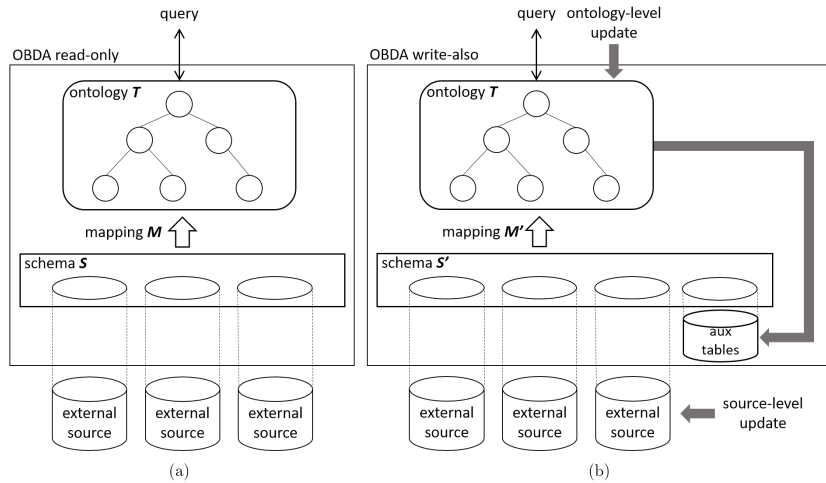 query
OBDA read-only
ontology T
mapping M
schema S
external
source
external
source
external
source
(a)
query
ontology-level
update
OBDA write-also
ontology T
mapping M'
schema S'
aux
tables
external
source
external
source
external
source
source-level
update
(b)